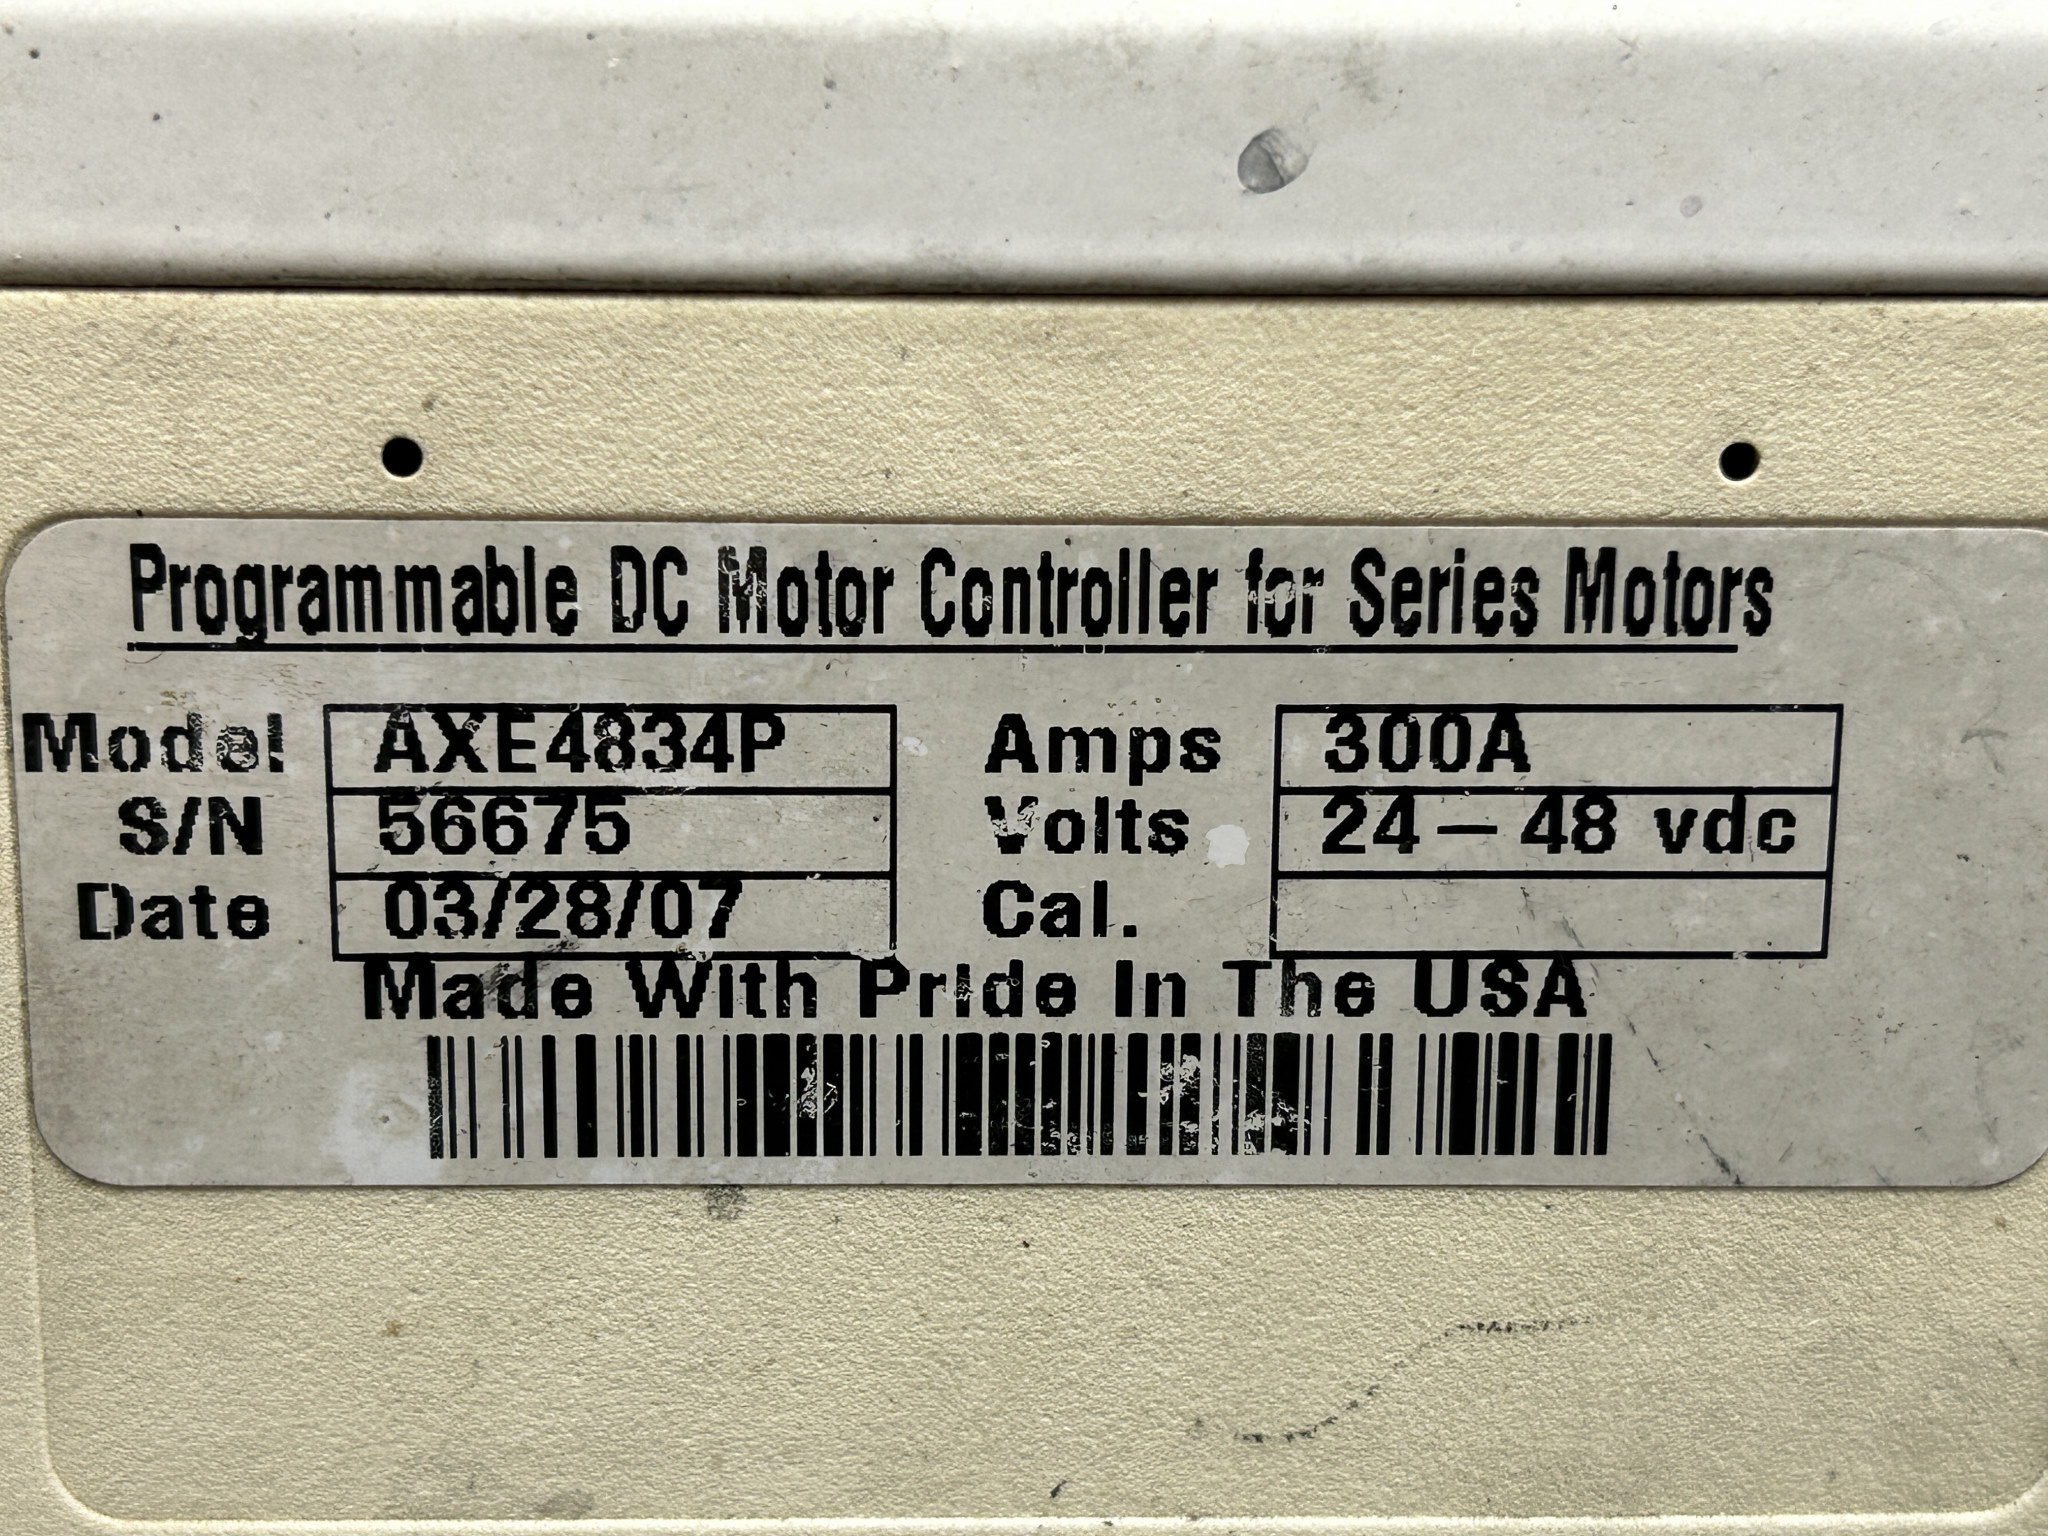 Programmable DC Motor Controller for Series Motors
Model AXE4834P Amps 300A
S/N 56675 Volts 24 – 48 vdc
Date 03/28/07 Cal.
Made With Pride In The USA